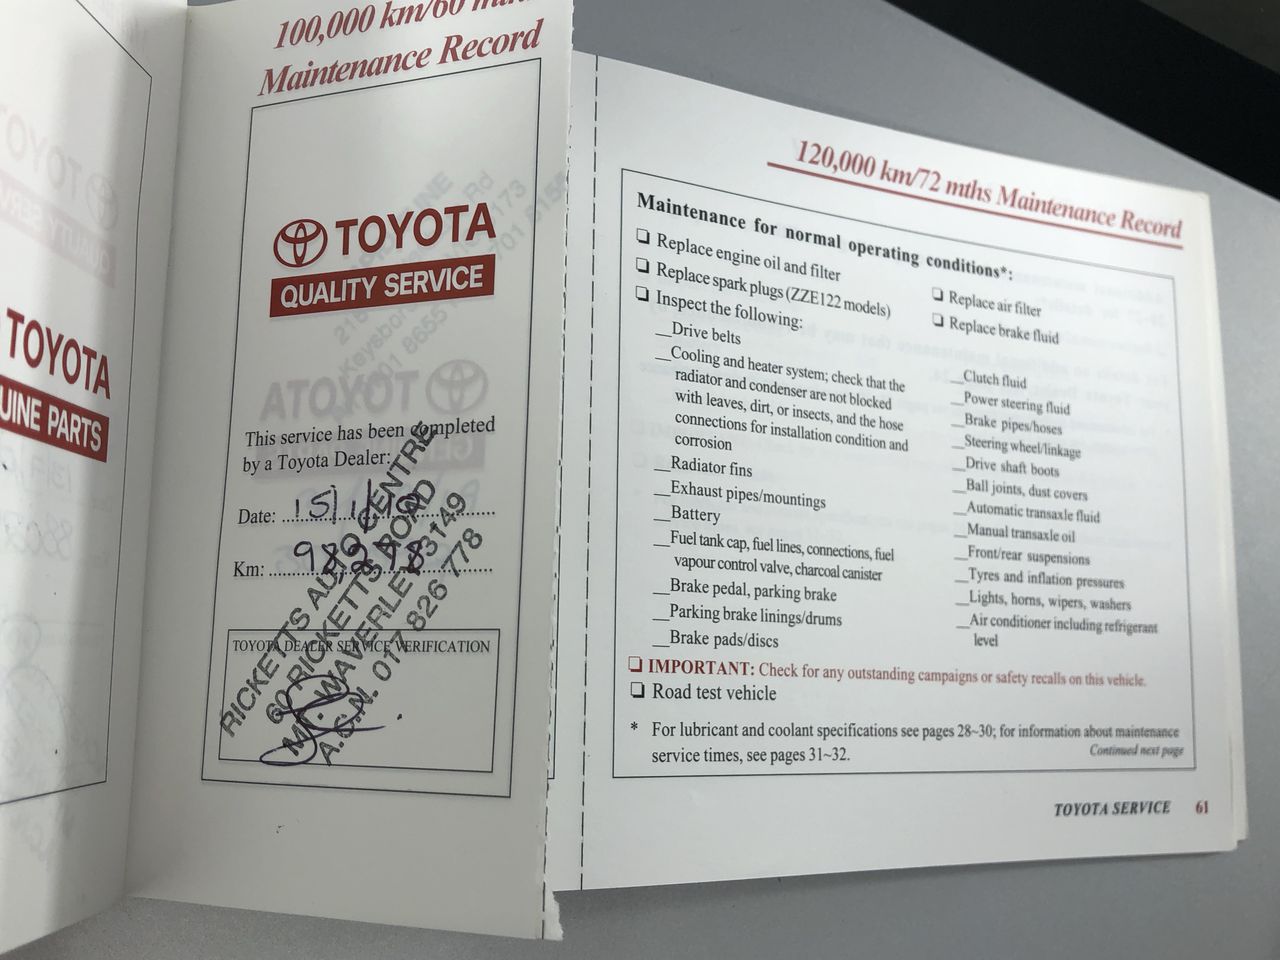 TOYOTA
UINE PARTS
100,000 km/60 mths
Maintenance Record
TOYOTA
QUALITY SERVICE
This service has been completed
by a Toyota Dealer:
Date:
Km: 98,298
TOYOTA DEALER SERVICE VERIFICATION
RICKETTS AUTO CENTRE
60 RICKETTS ROAD
MT. WAVERLEY 3149
A.C.N. 017 826 778
120,000 km/72 mths Maintenance Record
Maintenance for normal operating conditions*:
❏ Replace engine oil and filter
❏ Replace spark plugs (ZZE122 models)
❏ Inspect the following:
__Drive belts
__Cooling and heater system; check that the
radiator and condenser are not blocked
with leaves, dirt, or insects, and the hose
connections for installation condition and
corrosion
__Radiator fins
__Exhaust pipes/mountings
__Battery
__Fuel tank cap, fuel lines, connections, fuel
vapour control valve, charcoal canister
__Brake pedal, parking brake
__Parking brake linings/drums
__Brake pads/discs
❏ Replace air filter
❏ Replace brake fluid
__Clutch fluid
__Power steering fluid
__Brake pipes/hoses
__Steering wheel/linkage
__Drive shaft boots
__Ball joints, dust covers
__Automatic transaxle fluid
__Manual transaxle oil
__Front/rear suspensions
__Tyres and inflation pressures
__Lights, horns, wipers, washers
__Air conditioner including refrigerant
level
❏ IMPORTANT: Check for any outstanding campaigns or safety recalls on this vehicle.
❏ Road test vehicle
* For lubricant and coolant specifications see pages 28~30; for information about maintenance
service times, see pages 31~32.
Continued next page
TOYOTA SERVICE 61